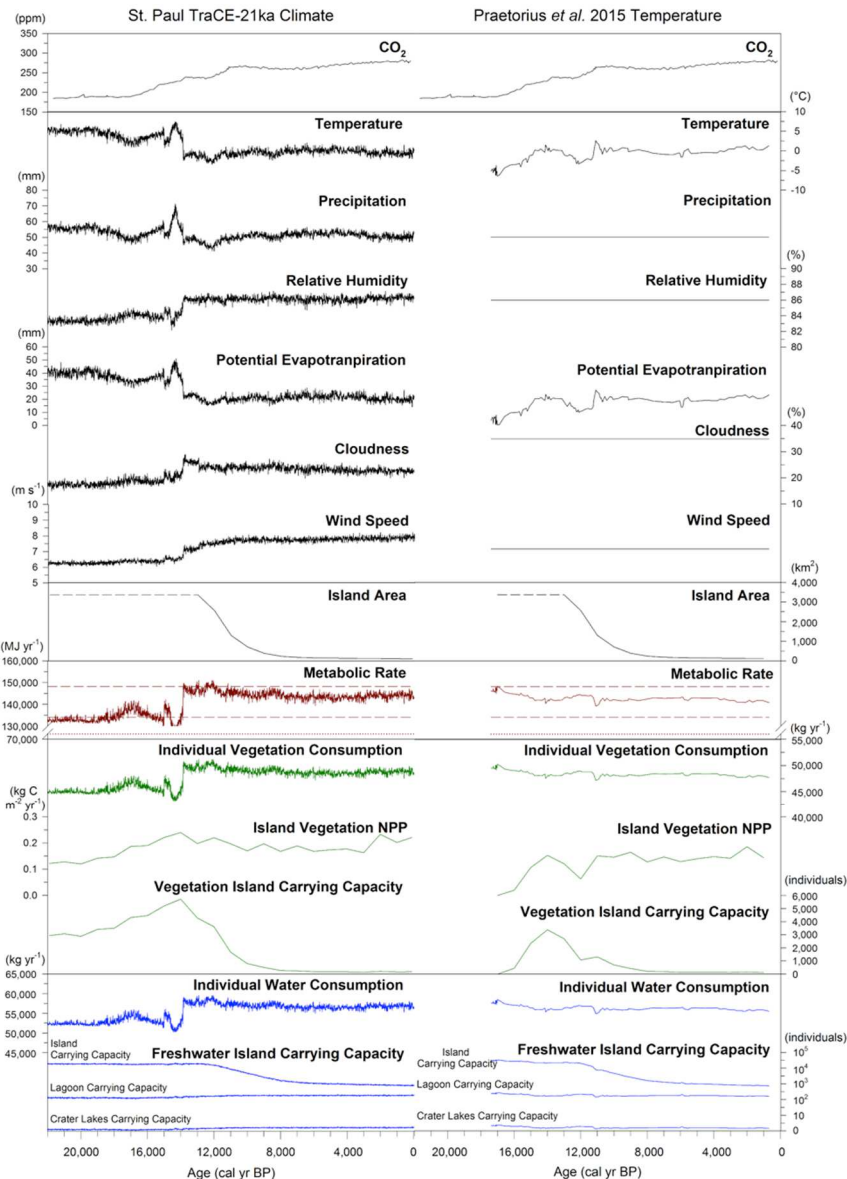 St. Paul TraCE-21ka Climate
Praetorius et al. 2015 Temperature
(ppm)
350
300
250
200
150
CO2
CO2
(°C)
10
5
0
-5
-10
Temperature
Temperature
(mm)
80
70
60
50
40
30
Precipitation
Precipitation
(%)
90
88
86
84
82
80
Relative Humidity
Relative Humidity
(mm)
60
50
40
30
20
10
0
Potential Evapotranpiration
Potential Evapotranpiration
(%)
40
30
20
10
Cloudness
Cloudness
(m s-1)
10
9
8
7
6
5
Wind Speed
Wind Speed
(km2)
4,000
3,000
2,000
1,000
0
Island Area
Island Area
(MJ yr-1)
160,000
150,000
140,000
130,000
70,000
Metabolic Rate
Metabolic Rate
(kg yr-1)
55,000
50,000
45,000
40,000
Individual Vegetation Consumption
Individual Vegetation Consumption
(kg C
m-2 yr-1)
0.3
0.2
0.1
0.0
Island Vegetation NPP
Island Vegetation NPP
(individuals)
6,000
5,000
4,000
3,000
2,000
1,000
0
Vegetation Island Carrying Capacity
Vegetation Island Carrying Capacity
(kg yr-1)
65,000
60,000
55,000
50,000
45,000
Individual Water Consumption
Individual Water Consumption
(individuals)
10^5
10^4
10^3
10^2
10
0
Island
Carrying Capacity
Freshwater Island Carrying Capacity
Island
Carrying Capacity
Freshwater Island Carrying Capacity
Lagoon Carrying Capacity
Lagoon Carrying Capacity
Crater Lakes Carrying Capacity
Crater Lakes Carrying Capacity
20,000 16,000 12,000 8,000 4,000 0
20,000 16,000 12,000 8,000 4,000 0
Age (cal yr BP)
Age (cal yr BP)